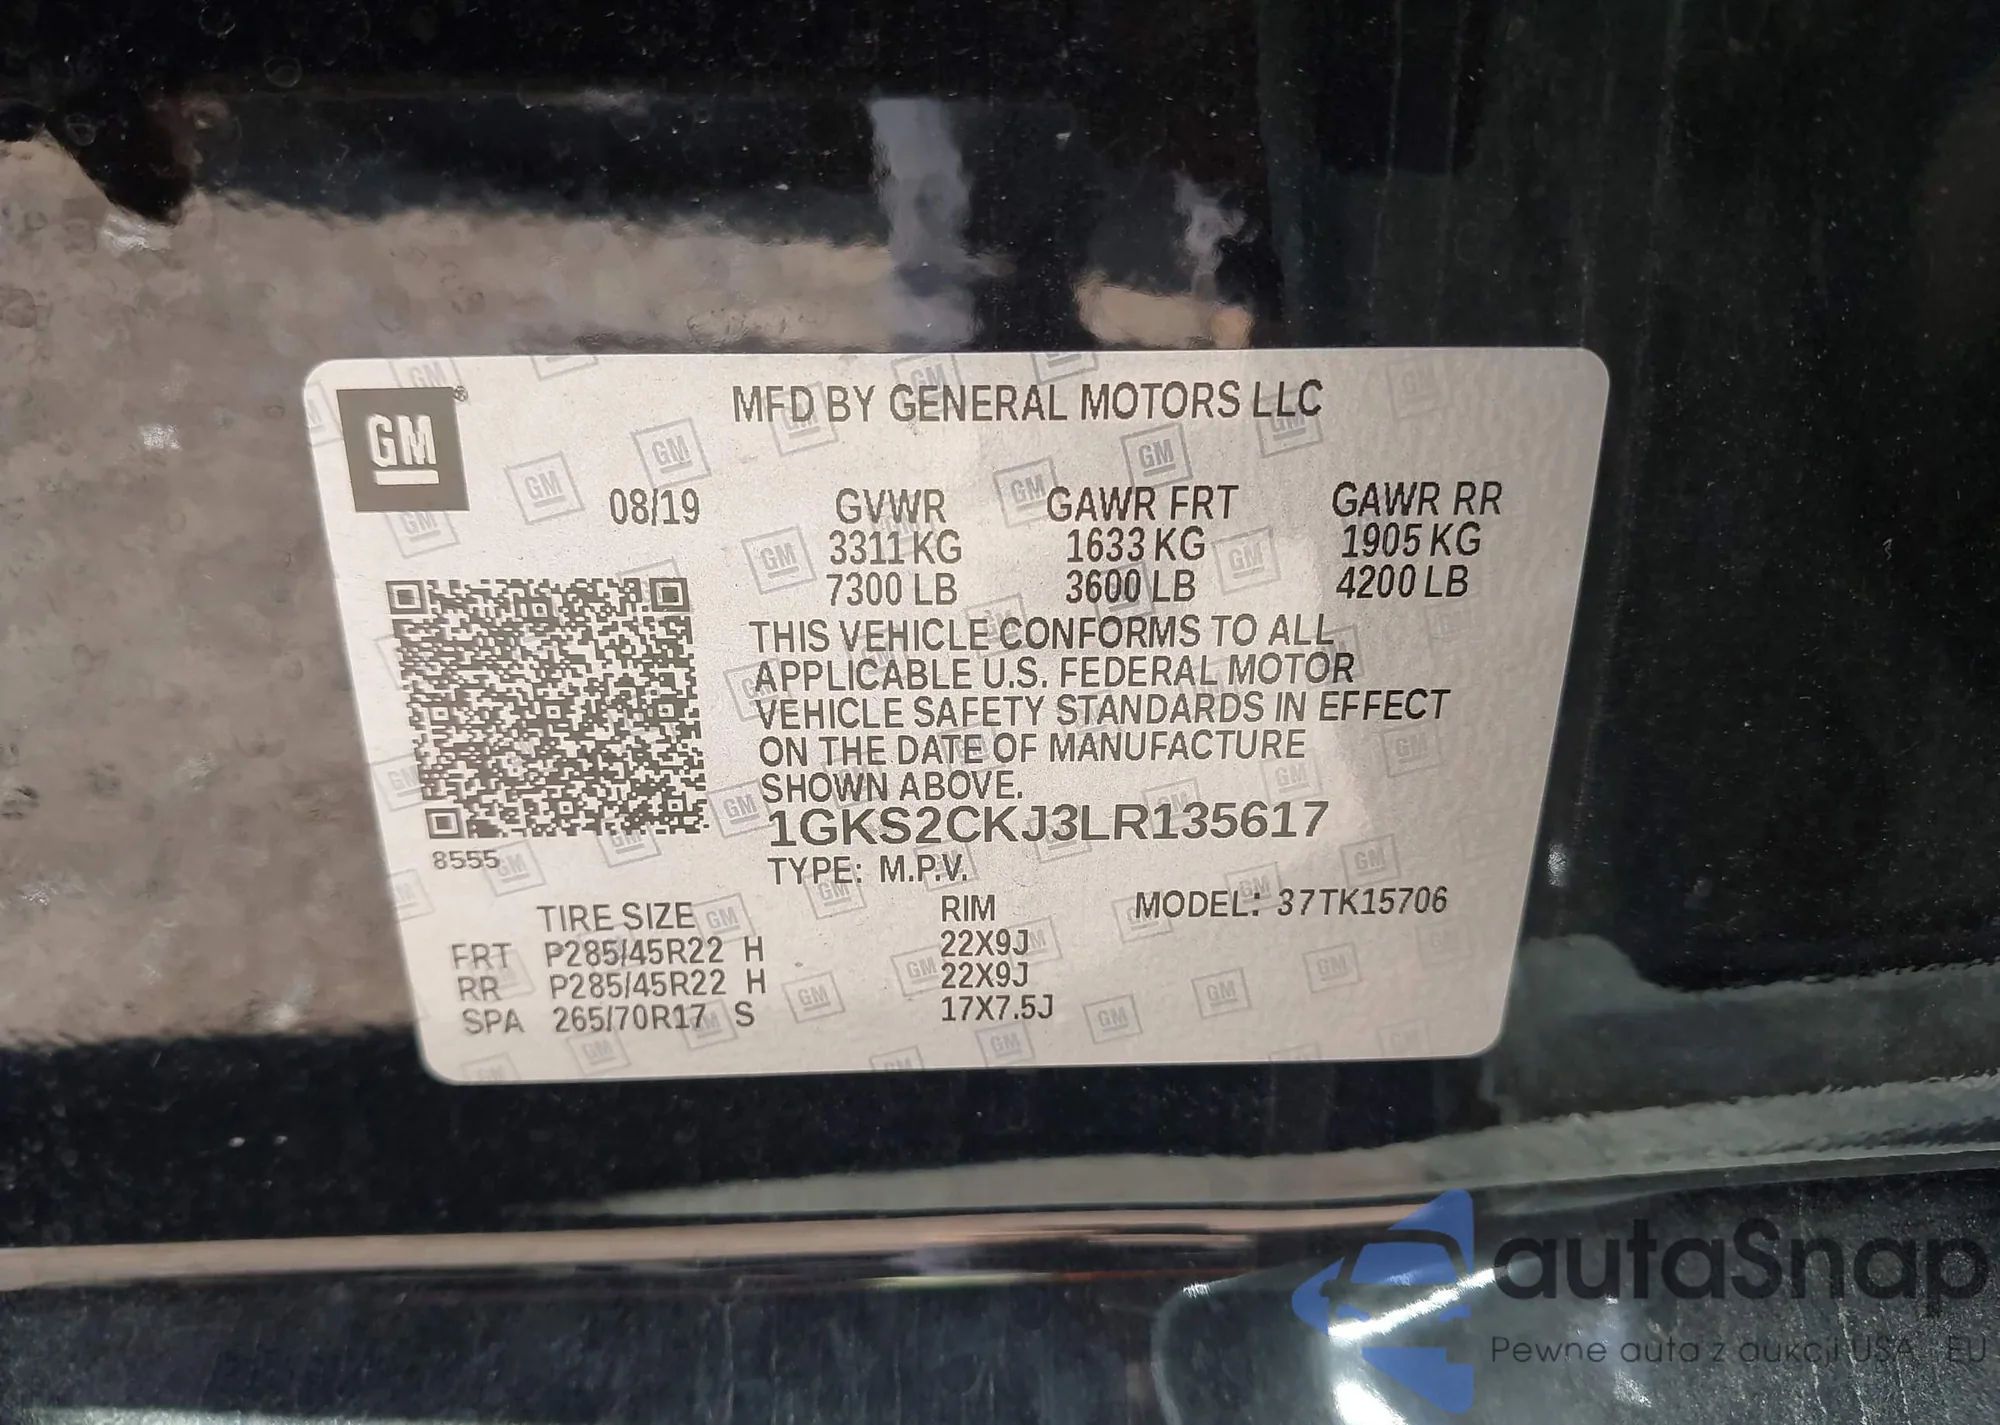 GM®
MFD BY GENERAL MOTORS LLC
08/19 GVWR GAWR FRT GAWR RR
3311 KG 1633 KG 1905 KG
7300 LB 3600 LB 4200 LB
THIS VEHICLE CONFORMS TO ALL
APPLICABLE U.S. FEDERAL MOTOR
VEHICLE SAFETY STANDARDS IN EFFECT
ON THE DATE OF MANUFACTURE
SHOWN ABOVE.
1GKS2CKJ3LR135617
8555
TYPE: M.P.V.
TIRE SIZE RIM MODEL: 37TK15706
FRT P285/45R22 H 22X9J
RR P285/45R22 H 22X9J
SPA 265/70R17 S 17X7.5J
autaSnap
Pewne auta z aukcji USA i EU